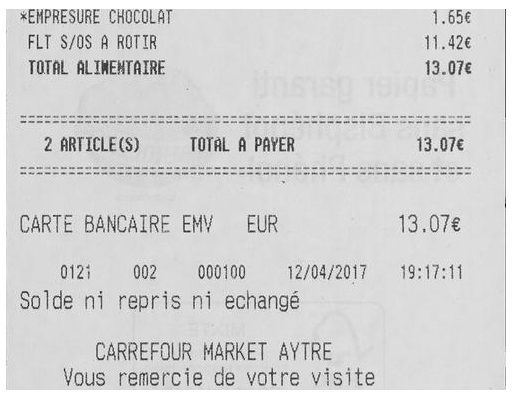 *EMPRESURE CHOCOLAT 1.65€
FLT S/OS A ROTIR 11.42€
TOTAL ALIMENTAIRE 13.07€
==========================================
2 ARTICLE(S) TOTAL A PAYER 13.07€
==========================================
CARTE BANCAIRE EMV EUR 13.07€
0121 002 000100 12/04/2017 19:17:11
Solde ni repris ni echangé
CARREFOUR MARKET AYTRE
Vous remercie de votre visite